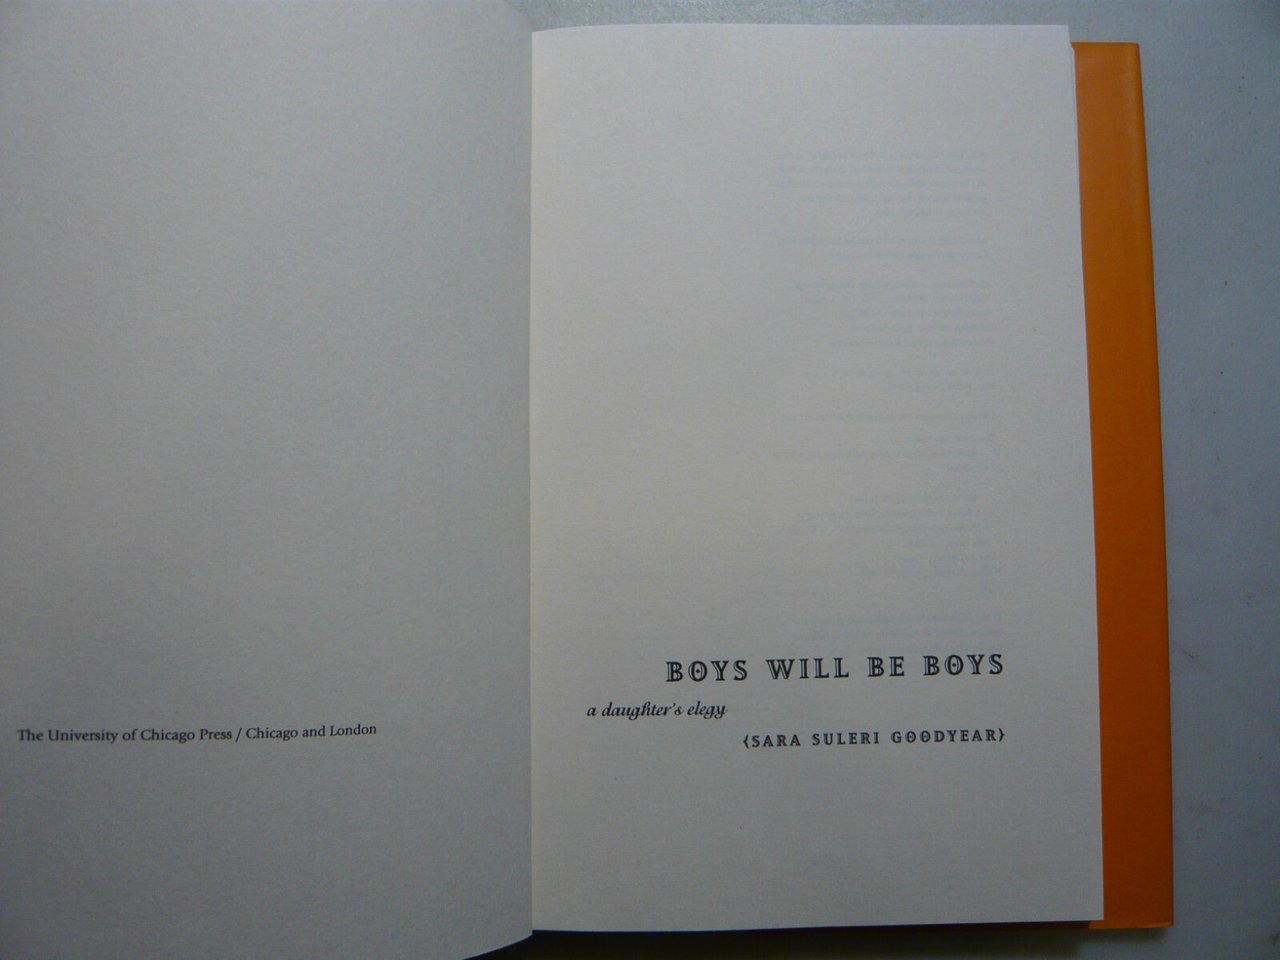 The University of Chicago Press / Chicago and London
BOYS WILL BE BOYS
a daughter's elegy
{SARA SULERI GOODYEAR}